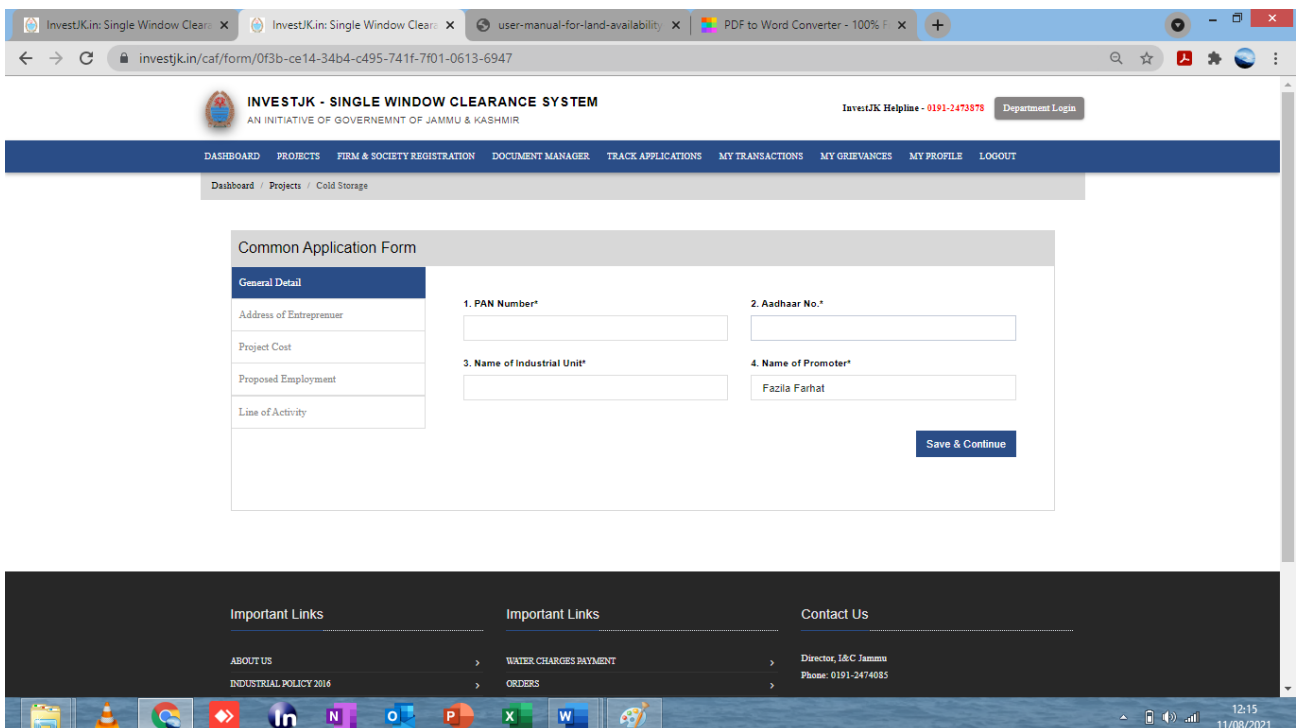 InvestJK.in: Single Window Cleara
InvestJK.in: Single Window Cleara
user-manual-for-land-availability
PDF to Word Converter - 100% F
investjk.in/caf/form/0f3b-ce14-34b4-c495-741f-7f01-0613-6947
INVESTJK - SINGLE WINDOW CLEARANCE SYSTEM
AN INITIATIVE OF GOVERNEMNT OF JAMMU & KASHMIR
InvestJK Helpline - 0191-2473878
Department Login
DASHBOARD PROJECTS FIRM & SOCIETY REGISTRATION DOCUMENT MANAGER TRACK APPLICATIONS MY TRANSACTIONS MY GRIEVANCES MY PROFILE LOGOUT
Dashboard / Projects / Cold Storage
Common Application Form
General Detail
Address of Entreprenuer
Project Cost
Proposed Employment
Line of Activity
1. PAN Number*
2. Aadhaar No.*
3. Name of Industrial Unit*
4. Name of Promoter*
Fazila Farhat
Save & Continue
Important Links
ABOUT US
INDUSTRIAL POLICY 2016
Important Links
WATER CHARGES PAYMENT
ORDERS
Contact Us
Director, I&C Jammu
Phone: 0191-2474085
In
N
o
P
X
W
12:15
11/08/2021